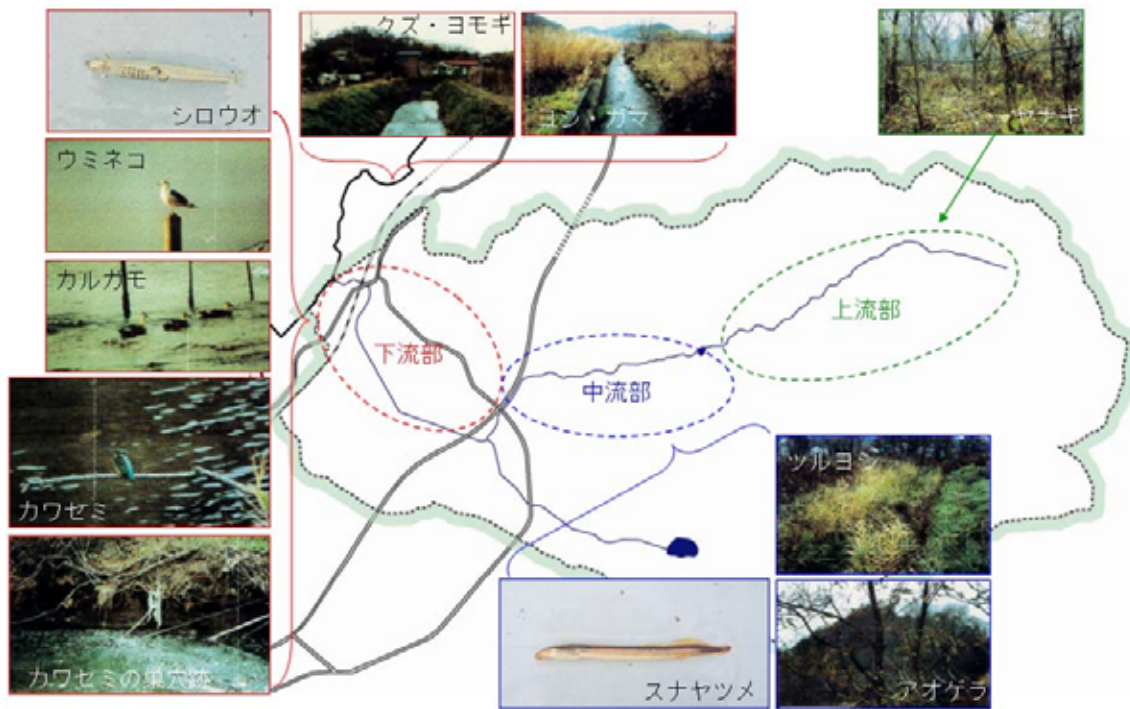 シロウオ
クズ・ヨモギ
ヨシ・ガマ
ヤナギ
ウミネコ
カルガモ
カワセミ
カワセミの巣穴跡
下流部
中流部
上流部
ツルヨシ
スナヤツメ
アオゲラ